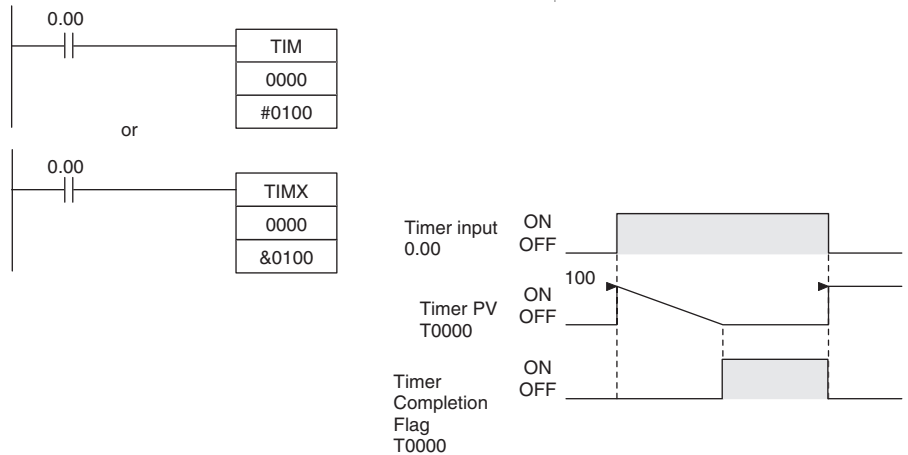 0.00
TIM
0000
#0100
or
0.00
TIMX
0000
&0100
Timer input
0.00
ON
OFF
100
Timer PV
T0000
ON
OFF
Timer
Completion
Flag
T0000
ON
OFF